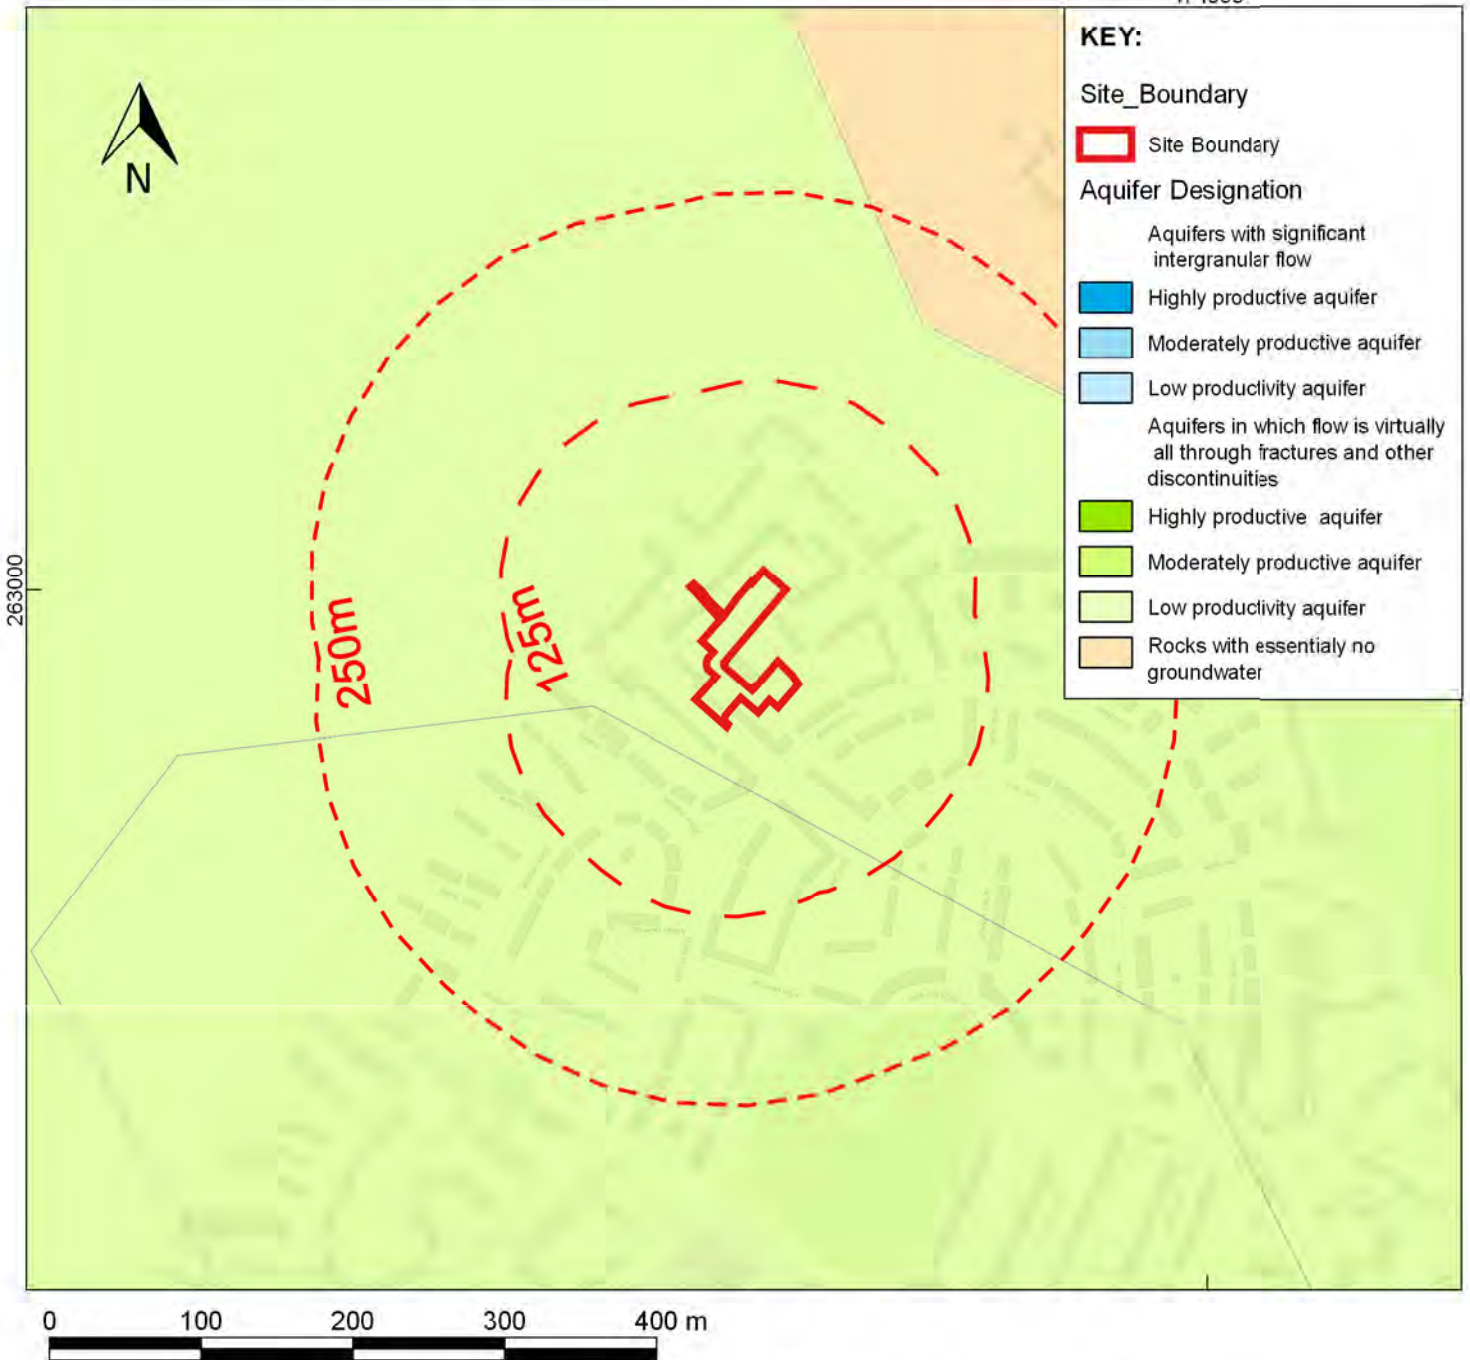 KEY:
Site_Boundary
Site Boundary
Aquifer Designation
Aquifers with significant
intergranular flow
Highly productive aquifer
Moderately productive aquifer
Low productivity aquifer
Aquifers in which flow is virtually
all through fractures and other
discontinuities
Highly productive aquifer
Moderately productive aquifer
Low productivity aquifer
Rocks with essentialy no
groundwater
N
263000
250m
125m
0 100 200 300 400 m